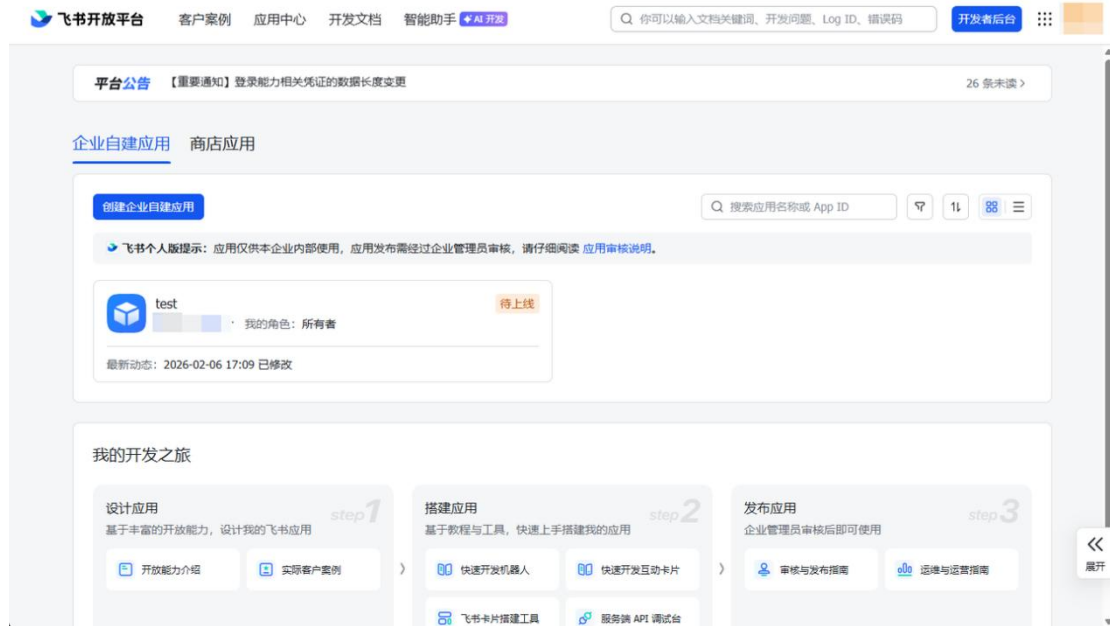 飞书开放平台 客户案例 应用中心 开发文档 智能助手 AI 开发 你可以输入文档关键词、开发问题、Log ID、错误码 开发者后台
平台公告 【重要通知】登录能力相关凭证的数据长度变更 26 条未读
企业自建应用 商店应用
创建企业自建应用 搜索应用名称或 App ID
飞书个人版提示：应用仅供本企业内部使用，应用发布需经过企业管理员审核，请仔细阅读 应用审核说明。
test 待上线
我的角色：所有者
最新动态：2026-02-06 17:09 已修改
展开
我的开发之旅
设计应用 step 1
基于丰富的开放能力，设计我的飞书应用
开放能力介绍 实际客户案例
搭建应用 step 2
基于教程与工具，快速上手搭建我的应用
快速开发机器人 快速开发互动卡片
飞书卡片搭建工具 服务端 API 调试台
发布应用 step 3
企业管理员审核后即可使用
审核与发布指南 运维与运营指南